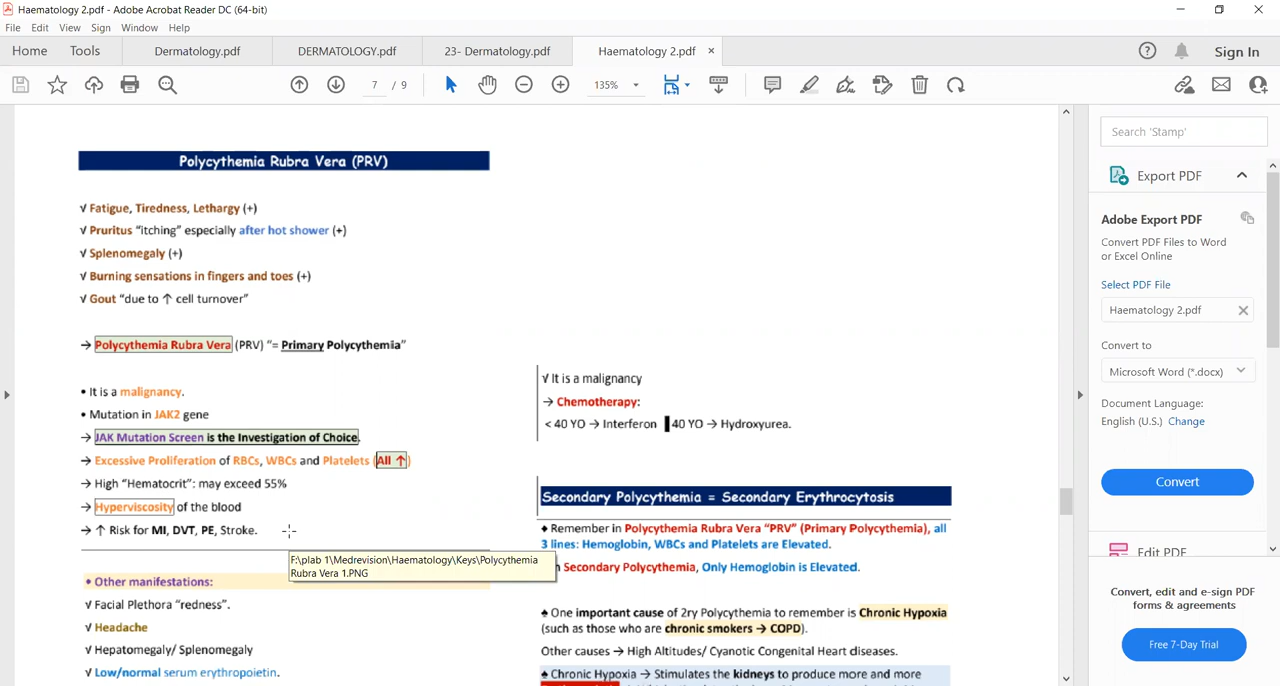 Haematology 2.pdf - Adobe Acrobat Reader DC (64-bit)
File Edit View Sign Window Help
Home Tools Dermatology.pdf DERMATOLOGY.pdf 23- Dermatology.pdf Haematology 2.pdf × Sign In
7 / 9 135%
Polycythemia Rubra Vera (PRV)
√ Fatigue, Tiredness, Lethargy (+)
√ Pruritus “itching” especially after hot shower (+)
√ Splenomegaly (+)
√ Burning sensations in fingers and toes (+)
√ Gout “due to ↑ cell turnover”
→ Polycythemia Rubra Vera (PRV) “= Primary Polycythemia”
• It is a malignancy.
• Mutation in JAK2 gene
→ JAK Mutation Screen is the Investigation of Choice.
→ Excessive Proliferation of RBCs, WBCs and Platelets (All ↑)
→ High “Hematocrit”: may exceed 55%
→ Hyperviscosity of the blood
→ ↑ Risk for MI, DVT, PE, Stroke.
F:\plab 1\Medrevision\Haematology\Keys\Polycythemia
Rubra Vera 1.PNG
• Other manifestations:
√ Facial Plethora “redness”.
√ Headache
√ Hepatomegaly/ Splenomegaly
√ Low/normal serum erythropoietin.
√ It is a malignancy
→ Chemotherapy:
< 40 YO → Interferon ▌40 YO → Hydroxyurea.
Secondary Polycythemia = Secondary Erythrocytosis
♦ Remember in Polycythemia Rubra Vera “PRV” (Primary Polycythemia), all
3 lines: Hemoglobin, WBCs and Platelets are Elevated.
Secondary Polycythemia, Only Hemoglobin is Elevated.
♠ One important cause of 2ry Polycythemia to remember is Chronic Hypoxia
(such as those who are chronic smokers → COPD).
Other causes → High Altitudes/ Cyanotic Congenital Heart diseases.
♠ Chronic Hypoxia → Stimulates the kidneys to produce more and more
Search 'Stamp'
Export PDF
Adobe Export PDF
Convert PDF Files to Word
or Excel Online
Select PDF File
Haematology 2.pdf
Convert to
Microsoft Word (*.docx)
Document Language:
English (U.S.) Change
Convert
Edit PDF
Convert, edit and e-sign PDF
forms & agreements
Free 7-Day Trial